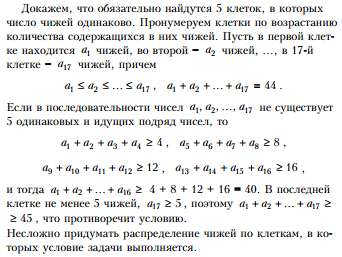 Докажем, что обязательно найдутся 5 клеток, в которых
число чижей одинаково. Пронумеруем клетки по возрастанию
количества содержащихся в них чижей. Пусть в первой клет-
ке находится a₁ чижей, во второй – a₂ чижей, ..., в 17-й
клетке – a₁₇ чижей, причем
a₁ ≤ a₂ ≤ ... ≤ a₁₇ , a₁ + a₂ + ... + a₁₇ = 44 .
Если в последовательности чисел a₁, a₂, ..., a₁₇ не существует
5 одинаковых и идущих подряд чисел, то
a₁ + a₂ + a₃ + a₄ ≥ 4 , a₅ + a₆ + a₇ + a₈ ≥ 8 ,
a₉ + a₁₀ + a₁₁ + a₁₂ ≥ 12 , a₁₃ + a₁₄ + a₁₅ + a₁₆ ≥ 16 ,
и тогда a₁ + a₂ + ... + a₁₆ ≥ 4 + 8 + 12 + 16 = 40. В последней
клетке не менее 5 чижей, a₁₇ ≥ 5 , поэтому a₁ + a₂ + ... + a₁₇ ≥
≥ 45 , что противоречит условию.
Несложно придумать распределение чижей по клеткам, в ко-
торых условие задачи выполняется.